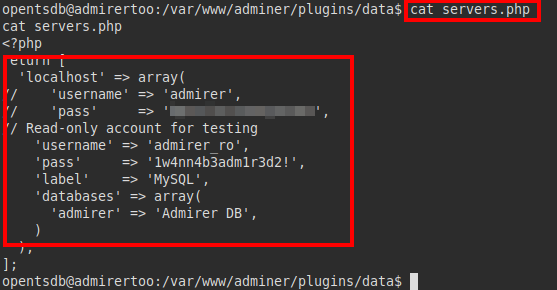 opentsdb@admirertoo:/var/www/adminer/plugins/data$ cat servers.php
cat servers.php
<?php
return [
  'localhost' => array(
//    'username' => 'admirer',
//    'pass'     => '',
// Read-only account for testing
    'username' => 'admirer_ro',
    'pass'     => '1w4nn4b3adm1r3d2!',
    'label'    => 'MySQL',
    'databases' => array(
      'admirer' => 'Admirer DB',
    )
  ),
];
opentsdb@admirertoo:/var/www/adminer/plugins/data$